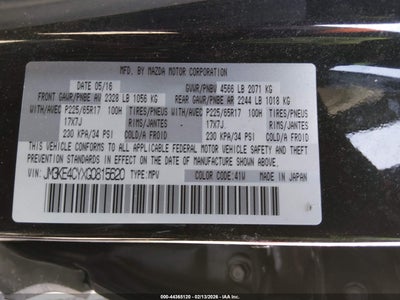 MFD. BY MAZDA MOTOR CORPORATION
DATE 05/16 GVWR/PNBV 4566 LB 2071 KG
FRONT GAWR/PNBE AV 2328 LB 1056 KG REAR GAWR/PNBE AR 2244 LB 1018 KG
WITH/AVEC P225/65R17 100H TIRES/PNEUS WITH/AVEC P225/65R17 100H TIRES/PNEUS
17X7J RIMS/JANTES 17X7J RIMS/JANTES
230 KPA/34 PSI COLD/A FROID 230 KPA/34 PSI COLD/A FROID
THIS VEHICLE CONFORMS TO ALL APPLICABLE
FEDERAL MOTOR VEHICLE SAFETY, BUMPER, AND THEFT
PREVENTION STANDARDS IN EFFECT ON THE DATE OF
MANUFACTURE SHOWN ABOVE.
VIN: JM3KE4CYXG0815620 TYPE:MPV COLOR CODE:41W MADE IN JAPAN
000-44365120 - 02/13/2026 - IAA Inc.